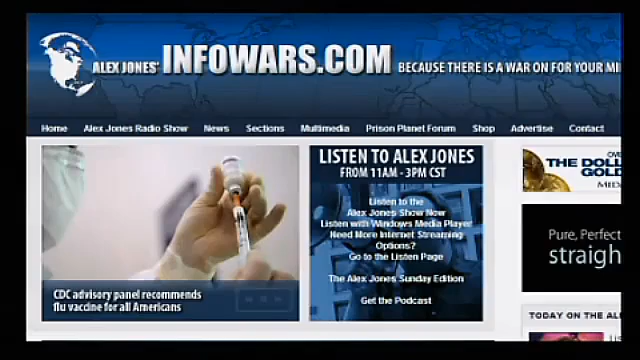 ALEX JONES' INFOWARS.COM BECAUSE THERE IS A WAR ON FOR YOUR MI
Home Alex Jones Radio Show News Sections Multimedia Prison Planet Forum Shop Advertise Contact
CDC advisory panel recommends
flu vaccine for all Americans
LISTEN TO ALEX JONES
FROM 11AM - 3PM CST
Listen to the
Alex Jones Show Now
Listen with Windows Media Player
Need More Internet Streaming
Options?
Go to the Listen Page
The Alex Jones Sunday Edition
Get the Podcast
OVE
THE DOLL
GOLD
MID
Pure, Perfect
straigh
TODAY ON THE AL
Lis